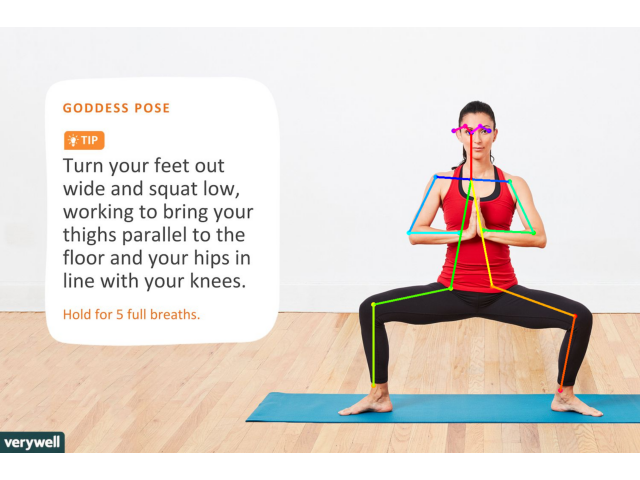 GODDESS POSE
TIP
Turn your feet out
wide and squat low,
working to bring your
thighs parallel to the
floor and your hips in
line with your knees.
Hold for 5 full breaths.
verywell